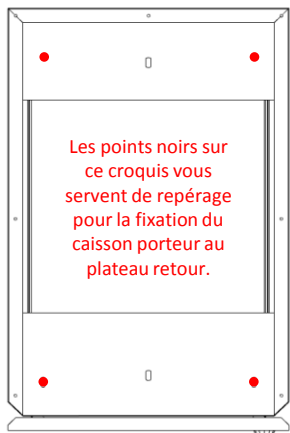 Les points noirs sur
ce croquis vous
servent de repérage
pour la fixation du
caisson porteur au
plateau retour.